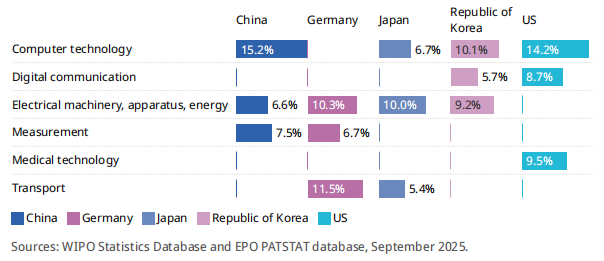 China Germany Japan Republic of Korea US
Computer technology 15.2% 6.7% 10.1% 14.2%
Digital communication 5.7% 8.7%
Electrical machinery, apparatus, energy 6.6% 10.3% 10.0% 9.2%
Measurement 7.5% 6.7%
Medical technology 9.5%
Transport 11.5% 5.4%
China Germany Japan Republic of Korea US
Sources: WIPO Statistics Database and EPO PATSTAT database, September 2025.